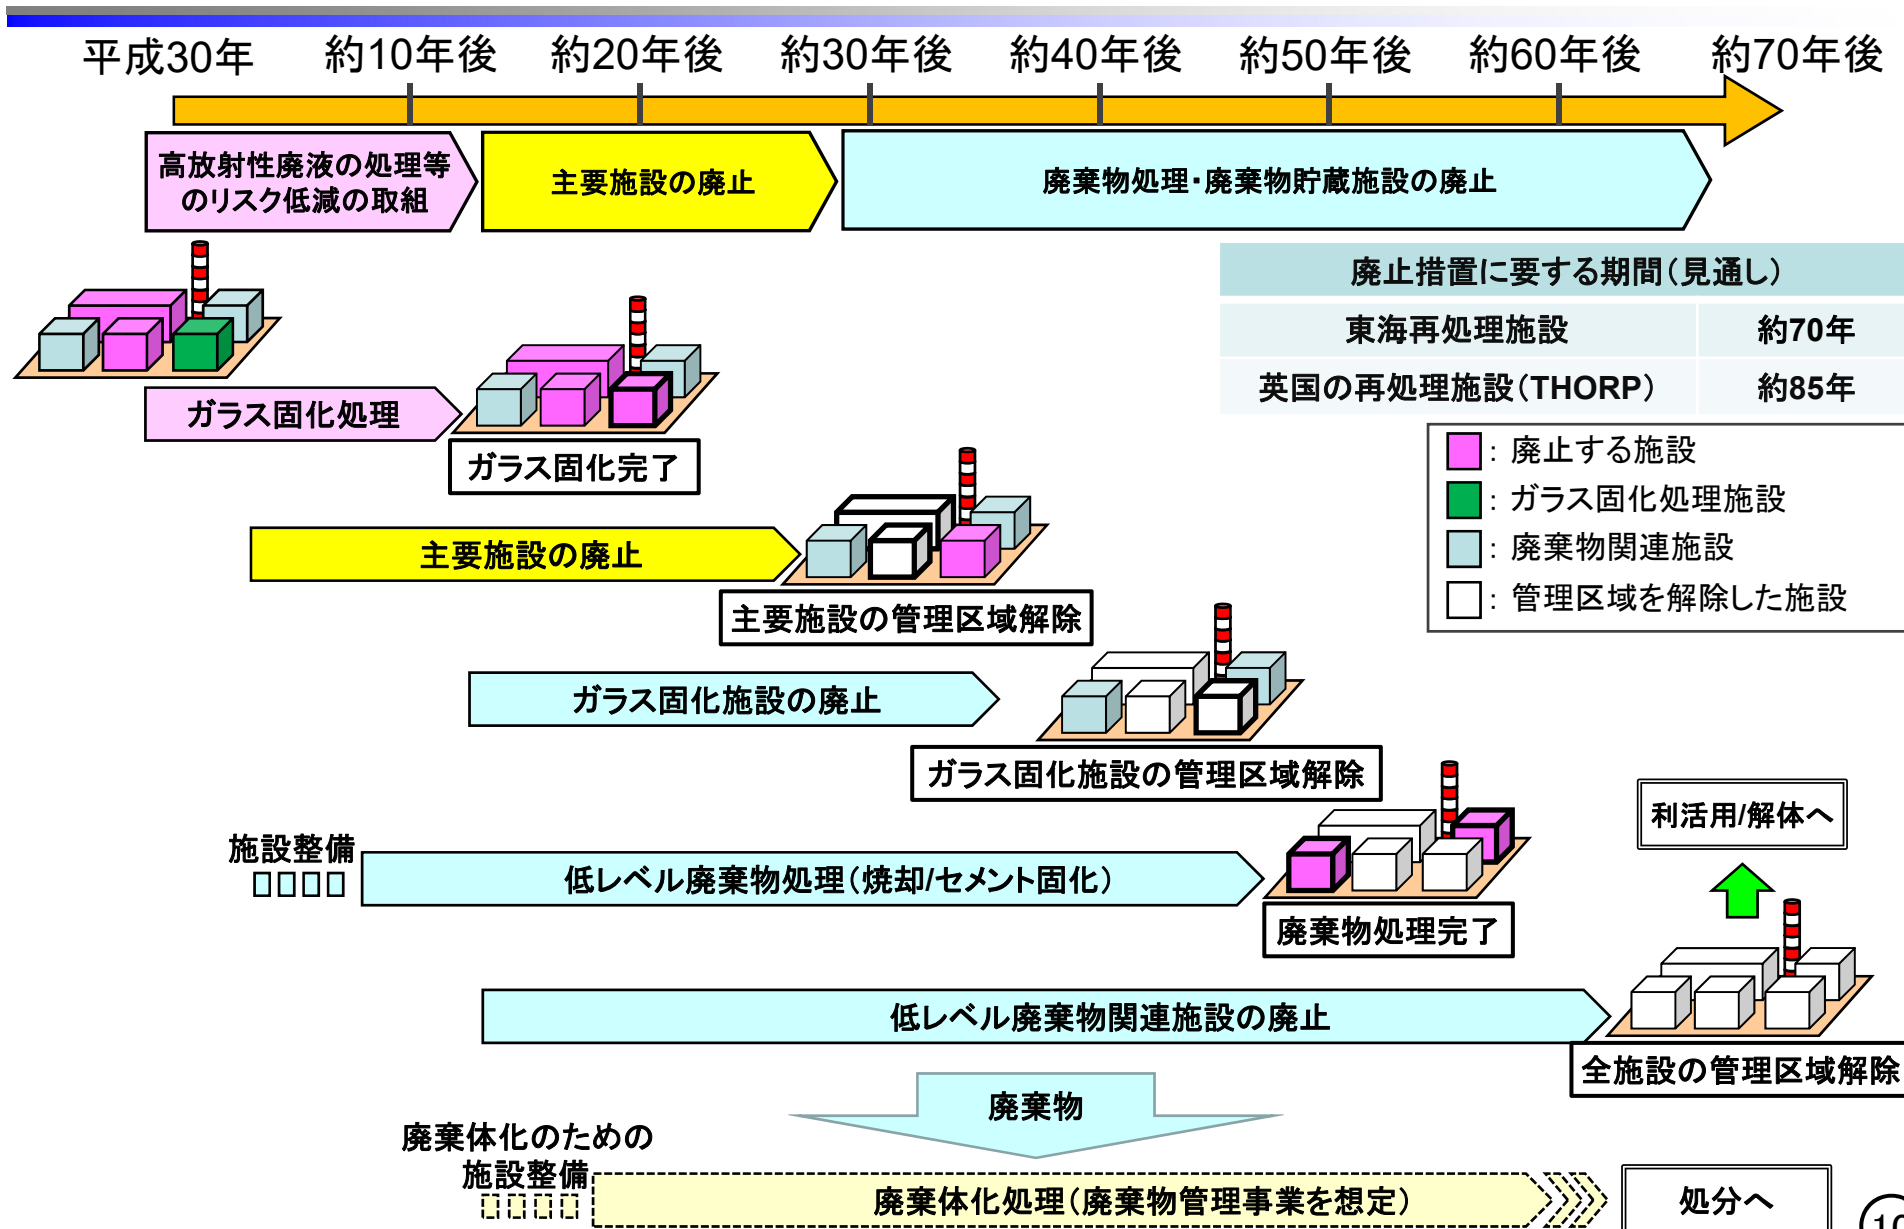 平成30年 約10年後 約20年後 約30年後 約40年後 約50年後 約60年後 約70年後
高放射性廃液の処理等
のリスク低減の取組
主要施設の廃止
廃棄物処理・廃棄物貯蔵施設の廃止
廃止措置に要する期間(見通し)
東海再処理施設 約70年
英国の再処理施設(THORP) 約85年
ガラス固化処理
ガラス固化完了
: 廃止する施設
: ガラス固化処理施設
: 廃棄物関連施設
: 管理区域を解除した施設
主要施設の廃止
主要施設の管理区域解除
ガラス固化施設の廃止
ガラス固化施設の管理区域解除
利活用/解体へ
施設整備
低レベル廃棄物処理(焼却/セメント固化)
廃棄物処理完了
低レベル廃棄物関連施設の廃止
全施設の管理区域解除
廃棄物
廃棄体化のための
施設整備
廃棄体化処理(廃棄物管理事業を想定)
処分へ